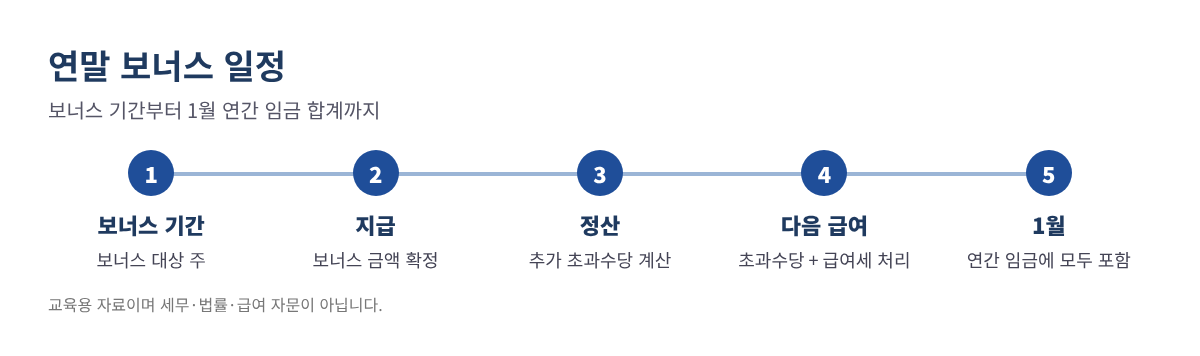 연말 보너스 일정
보너스 기간부터 1월 연간 임금 합계까지
1 2 3 4 5
보너스 기간 지급 정산 다음 급여 1월
보너스 대상 주 보너스 금액 확정 추가 초과수당 계산 초과수당 + 급여세 처리 연간 임금에 모두 포함
교육용 자료이며 세무·법률·급여 자문이 아닙니다.